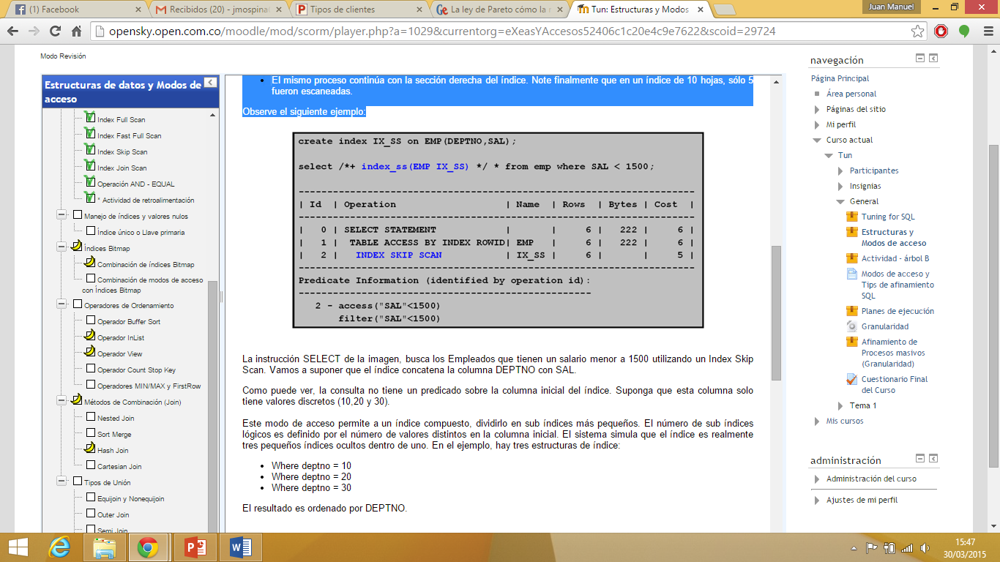 Juan Manuel
(1) Facebook
Recibidos (20) - jmospina
Tipos de clientes
La ley de Pareto cómo la
Tun: Estructuras y Modos
opensky.open.com.co/moodle/mod/scorm/player.php?a=1029&currentorg=eXeasYAccesos52406c1c20e4c9e7622&scoid=29724
Modo Revisión
Estructuras de datos y Modos de
acceso
Index Full Scan
Index Fast Full Scan
Index Skip Scan
Index Join Scan
Operación AND - EQUAL
* Actividad de retroalimentación
Manejo de índices y valores nulos
Índice único o Llave primaria
Índices Bitmap
Combinación de índices Bitmap
Combinación de modos de acceso
con Índices Bitmap
Operadores de Ordenamiento
Operador Buffer Sort
Operador InList
Operador View
Operador Count Stop Key
Operadores MIN/MAX y FirstRow
Métodos de Combinación (Join)
Nested Join
Sort Merge
Hash Join
Cartesian Join
Tipos de Unión
Equijoin y Nonequijoin
Outer Join
Semi Join
• El mismo proceso continúa con la sección derecha del índice. Note finalmente que en un índice de 10 hojas, sólo 5
fueron escaneadas.
Observe el siguiente ejemplo:
create index IX_SS on EMP(DEPTNO,SAL);
select /*+ index_ss(EMP IX_SS) */ * from emp where SAL < 1500;
---------------------------------------------------------------------
| Id | Operation | Name | Rows | Bytes | Cost |
---------------------------------------------------------------------
| 0 | SELECT STATEMENT | | 6 | 222 | 6 |
| 1 | TABLE ACCESS BY INDEX ROWID| EMP | 6 | 222 | 6 |
| 2 | INDEX SKIP SCAN | IX_SS | 6 | | 5 |
---------------------------------------------------------------------
Predicate Information (identified by operation id):
---------------------------------------------------
2 - access("SAL"<1500)
filter("SAL"<1500)
La instrucción SELECT de la imagen, busca los Empleados que tienen un salario menor a 1500 utilizando un Index Skip
Scan. Vamos a suponer que el índice concatena la columna DEPTNO con SAL.
Como puede ver, la consulta no tiene un predicado sobre la columna inicial del índice. Suponga que esta columna solo
tiene valores discretos (10,20 y 30).
Este modo de acceso permite a un índice compuesto, dividirlo en sub índices más pequeños. El número de sub índices
lógicos es definido por el número de valores distintos en la columna inicial. El sistema simula que el índice es realmente
tres pequeños índices ocultos dentro de uno. En el ejemplo, hay tres estructuras de índice:
• Where deptno = 10
• Where deptno = 20
• Where deptno = 30
El resultado es ordenado por DEPTNO.
navegación
Página Principal
Área personal
Páginas del sitio
Mi perfil
Curso actual
Tun
Participantes
Insignias
General
Tuning for SQL
Estructuras y
Modos de acceso
Actividad - árbol B
Modos de acceso y
Tips de afinamiento
SQL
Planes de ejecución
Granularidad
Afinamiento de
Procesos masivos
(Granularidad)
Cuestionario Final
del Curso
Tema 1
Mis cursos
administración
Administración del curso
Ajustes de mi perfil
15:47
30/03/2015